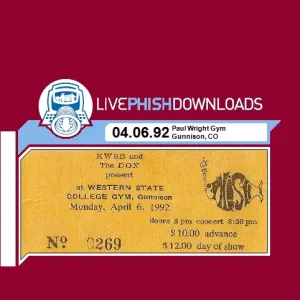 LIVEPHISHDOWNLOADS
04.06.92
Paul Wright Gym
Gunnison, CO
KWSB and
The DOX
present
at WESTERN STATE
COLLEGE GYM, Gunnison
Monday, April 6, 1992
PHISH
doors 8 pm concert 8:30 pm
$10.00 advance
$12.00 day of show
Nº 3269